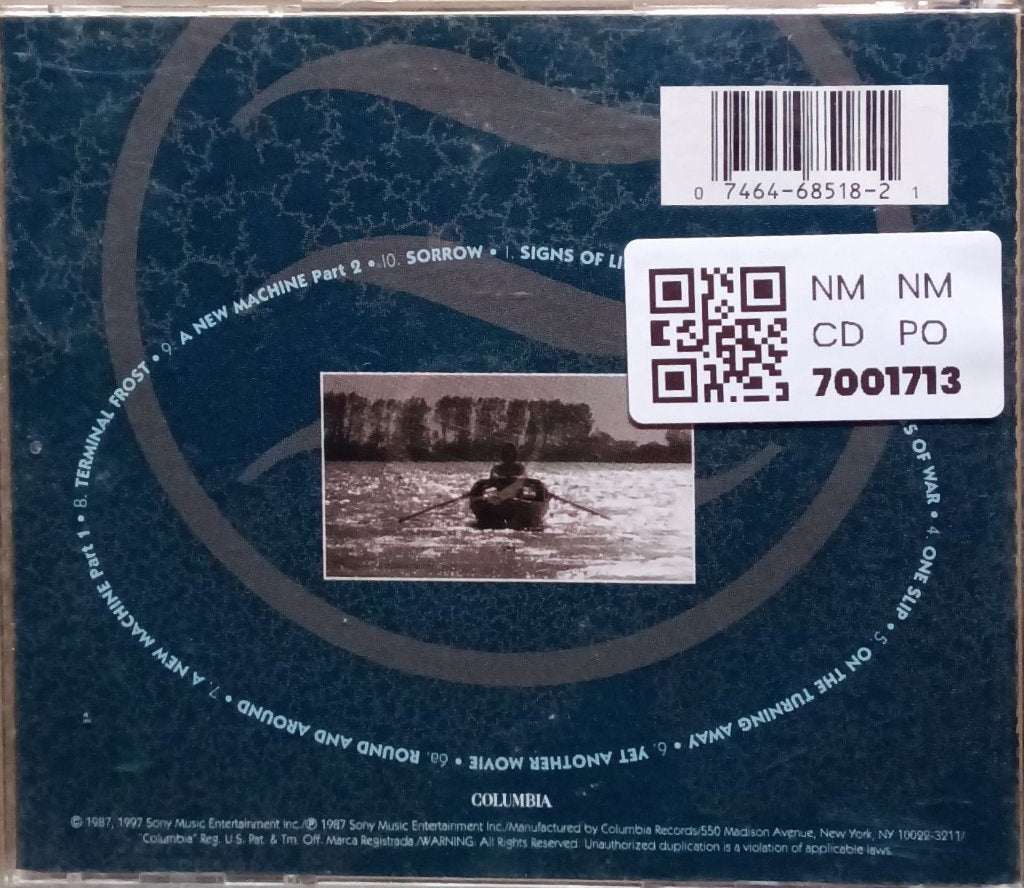 0 7464-68518-2 1
NM NM
CD PO
7001713
1. SIGNS OF LI
S OF WAR • 4. ONE SLIP • 5. ON THE TURNING AWAY • 6. YET ANOTHER MOVIE • 6a. ROUND AND AROUND • 7. A NEW MACHINE Part 1 • 8. TERMINAL FROST • 9. A NEW MACHINE Part 2 • 10. SORROW •
COLUMBIA
© 1987, 1997 Sony Music Entertainment Inc./℗ 1987 Sony Music Entertainment Inc./Manufactured by Columbia Records/550 Madison Avenue, New York, NY 10022-3211/
"Columbia" Reg. U.S. Pat. & Tm. Off. Marca Registrada./WARNING: All Rights Reserved. Unauthorized duplication is a violation of applicable laws.